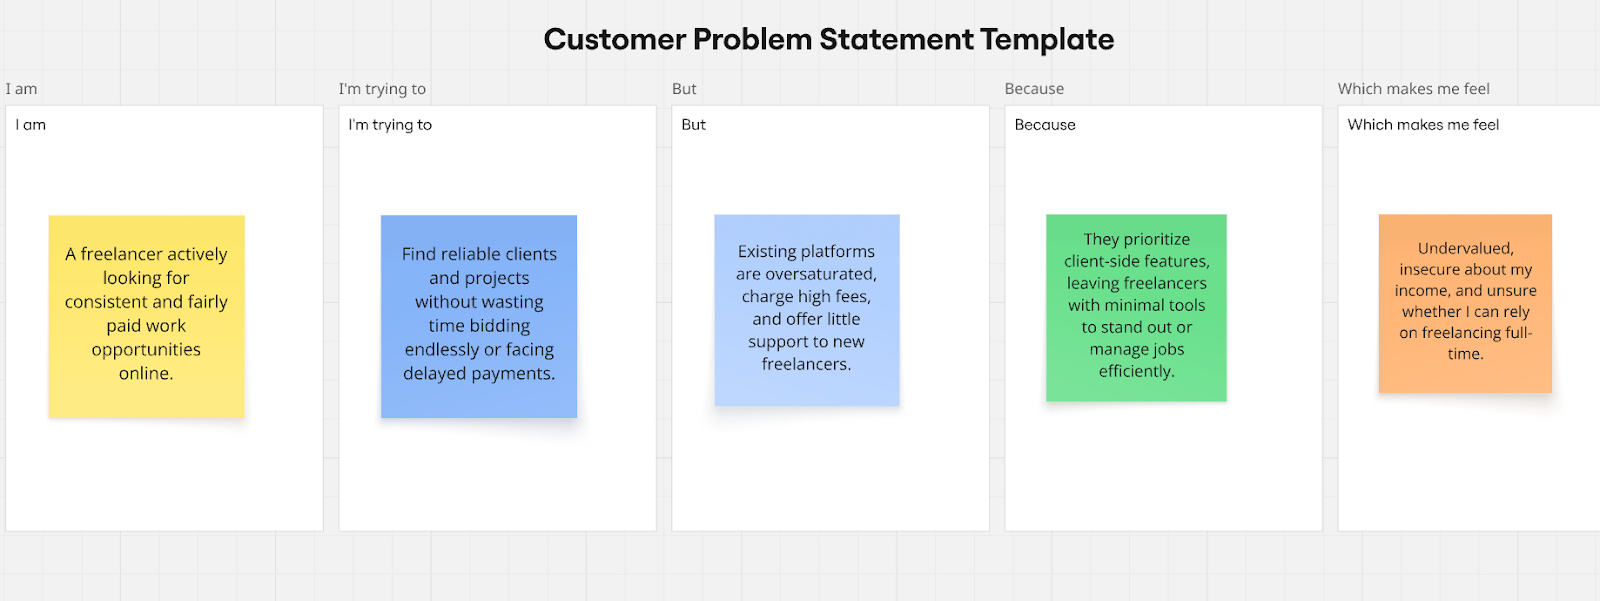 Customer Problem Statement Template
I am
I'm trying to
But
Because
Which makes me feel
I am
I'm trying to
But
Because
Which makes me feel
A freelancer actively
looking for
consistent and fairly
paid work
opportunities
online.
Find reliable clients
and projects
without wasting
time bidding
endlessly or facing
delayed payments.
Existing platforms
are oversaturated,
charge high fees,
and offer little
support to new
freelancers.
They prioritize
client-side features,
leaving freelancers
with minimal tools
to stand out or
manage jobs
efficiently.
Undervalued,
insecure about my
income, and unsure
whether I can rely
on freelancing full-
time.